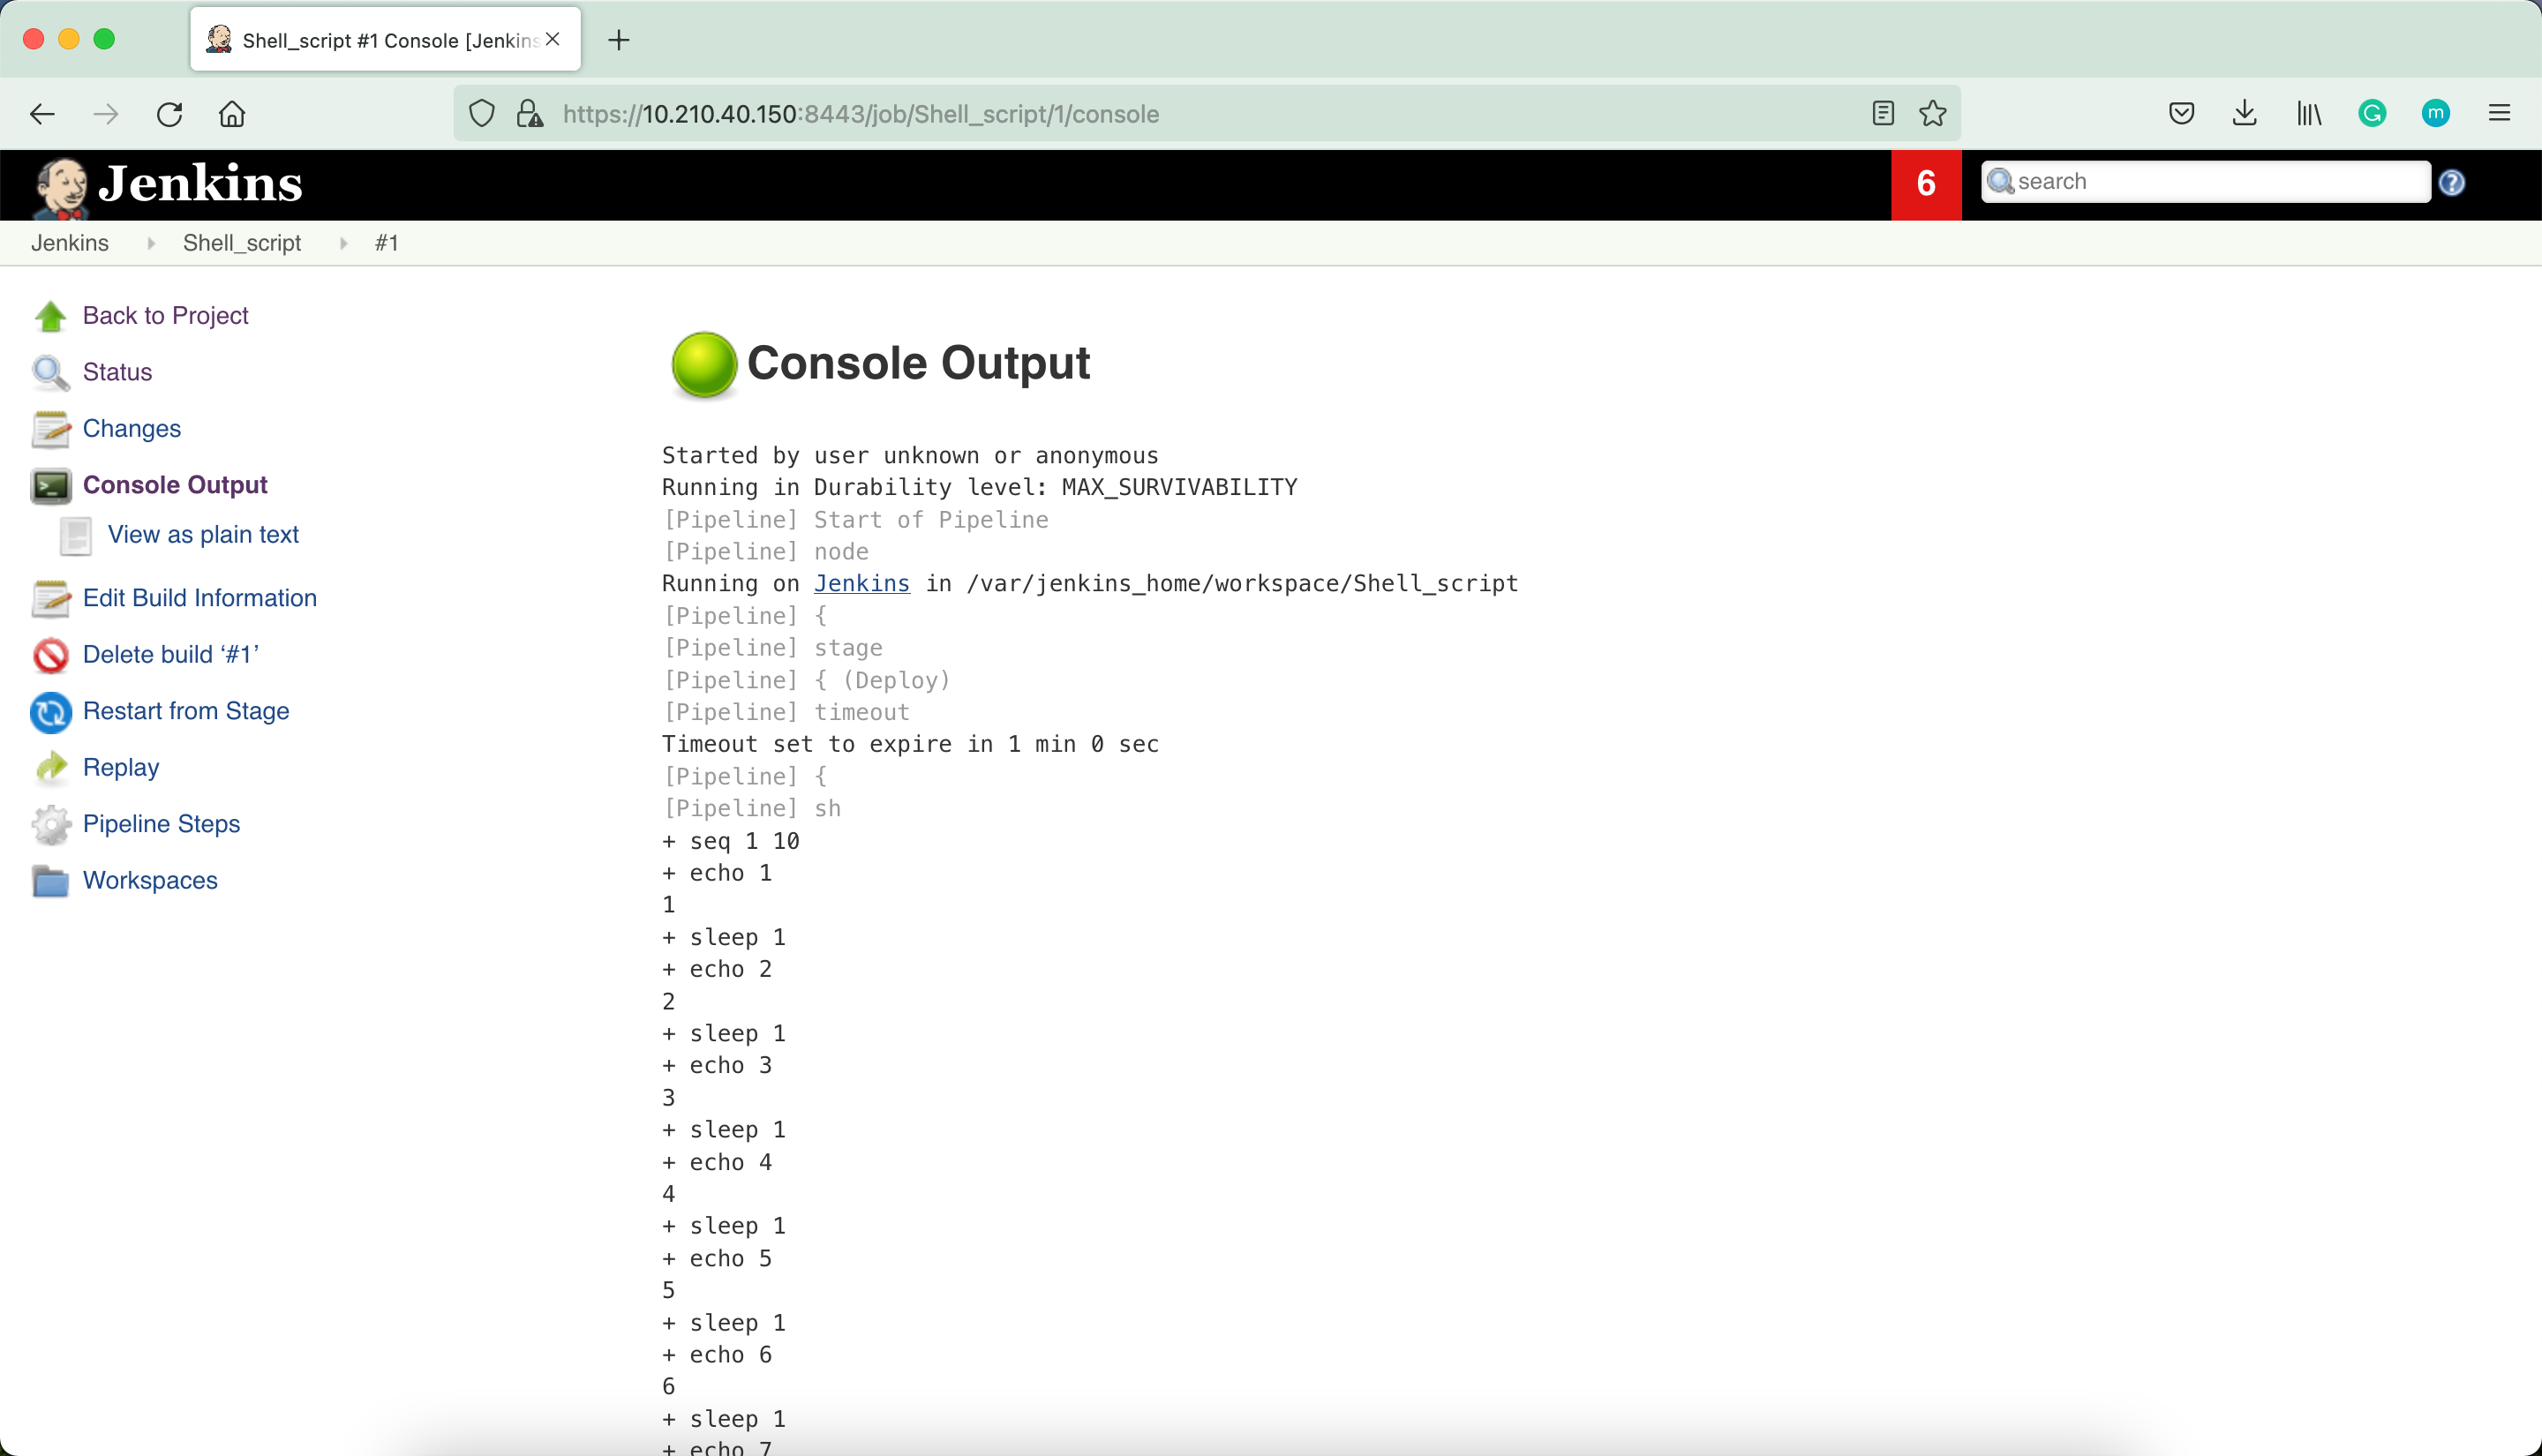 Shell_script #1 Console [Jenkins
https://10.210.40.150:8443/job/Shell_script/1/console
m
Jenkins
6
search
Jenkins
Shell_script
#1
Back to Project
Status
Changes
Console Output
View as plain text
Edit Build Information
Delete build ‘#1’
Restart from Stage
Replay
Pipeline Steps
Workspaces
Console Output
Started by user unknown or anonymous
Running in Durability level: MAX_SURVIVABILITY
[Pipeline] Start of Pipeline
[Pipeline] node
Running on Jenkins in /var/jenkins_home/workspace/Shell_script
[Pipeline] {
[Pipeline] stage
[Pipeline] { (Deploy)
[Pipeline] timeout
Timeout set to expire in 1 min 0 sec
[Pipeline] {
[Pipeline] sh
+ seq 1 10
+ echo 1
1
+ sleep 1
+ echo 2
2
+ sleep 1
+ echo 3
3
+ sleep 1
+ echo 4
4
+ sleep 1
+ echo 5
5
+ sleep 1
+ echo 6
6
+ sleep 1
+ echo 7